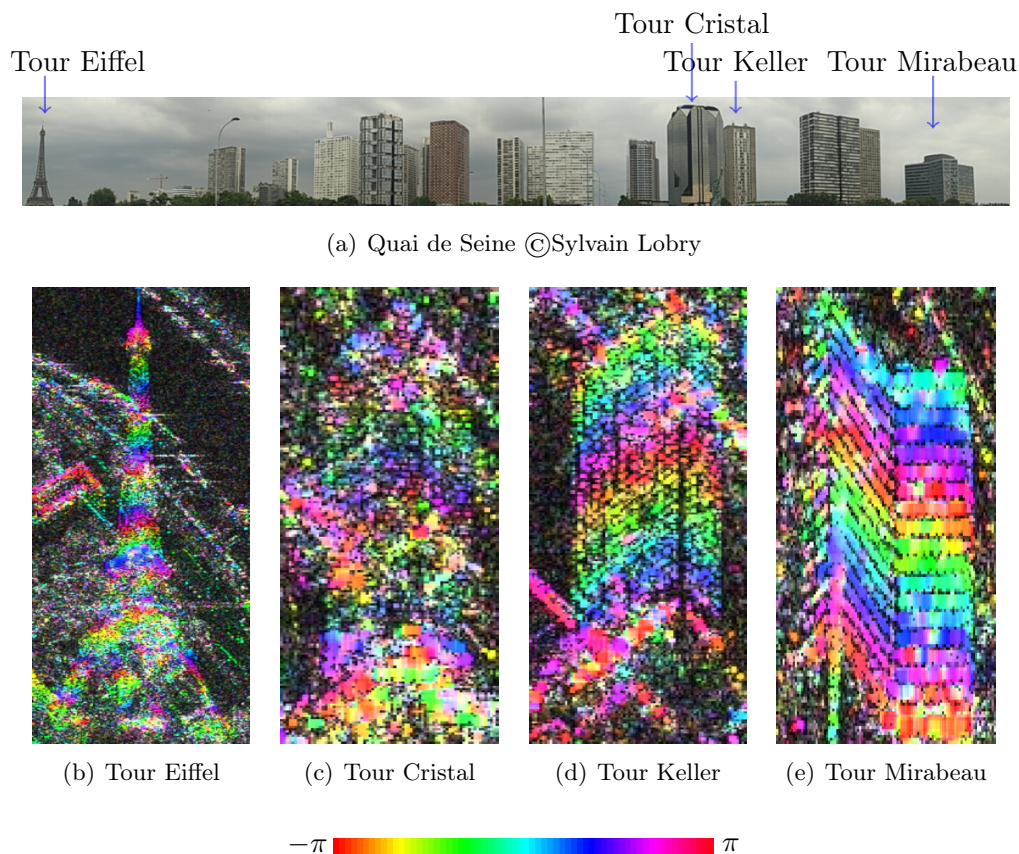 Tour Cristal
Tour Eiffel
Tour Keller
Tour Mirabeau
(a) Quai de Seine ©Sylvain Lobry
(b) Tour Eiffel
(c) Tour Cristal
(d) Tour Keller
(e) Tour Mirabeau
−π
π